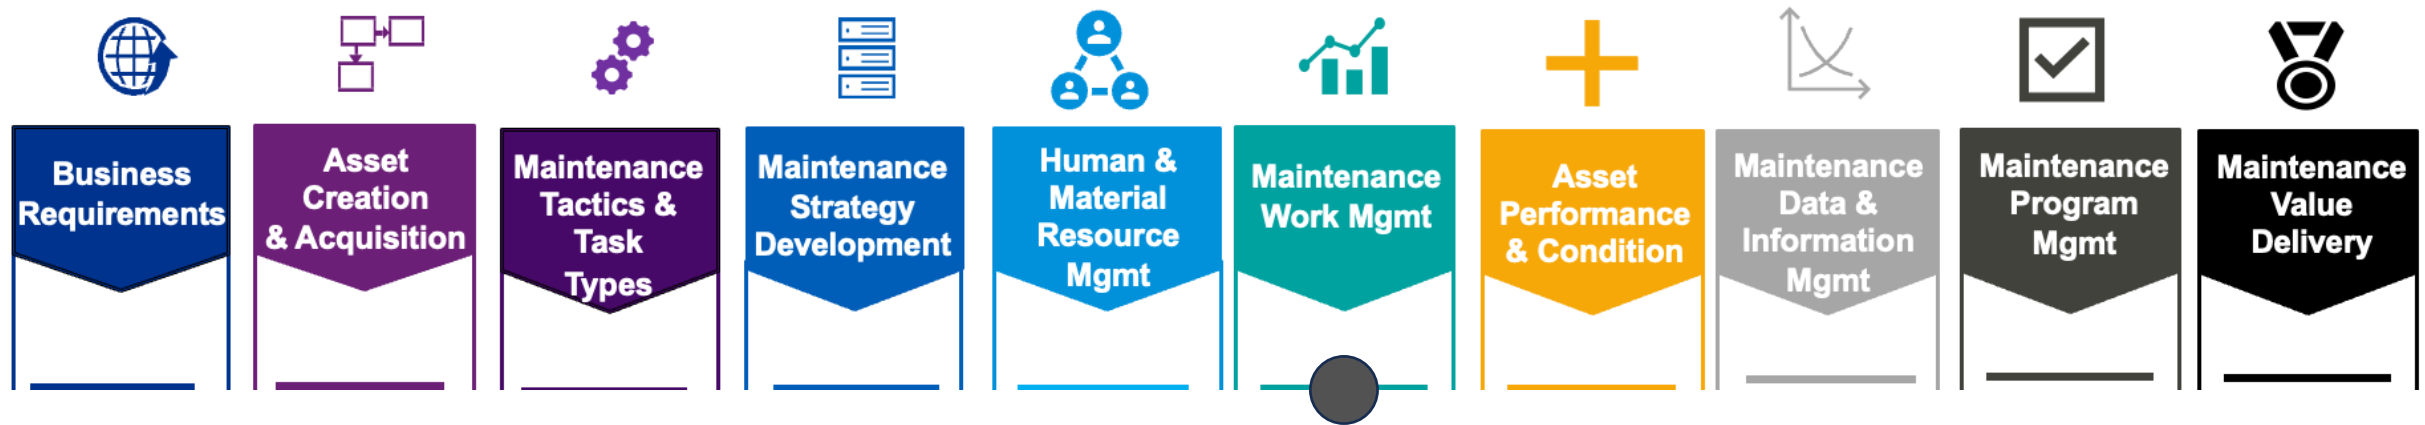 Business
Requirements
Asset
Creation
& Acquisition
Maintenance
Tactics &
Task
Types
Maintenance
Strategy
Development
Human &
Material
Resource
Mgmt
Maintenance
Work Mgmt
Asset
Performance
& Condition
Maintenance
Data &
Information
Mgmt
Maintenance
Program
Mgmt
Maintenance
Value
Delivery